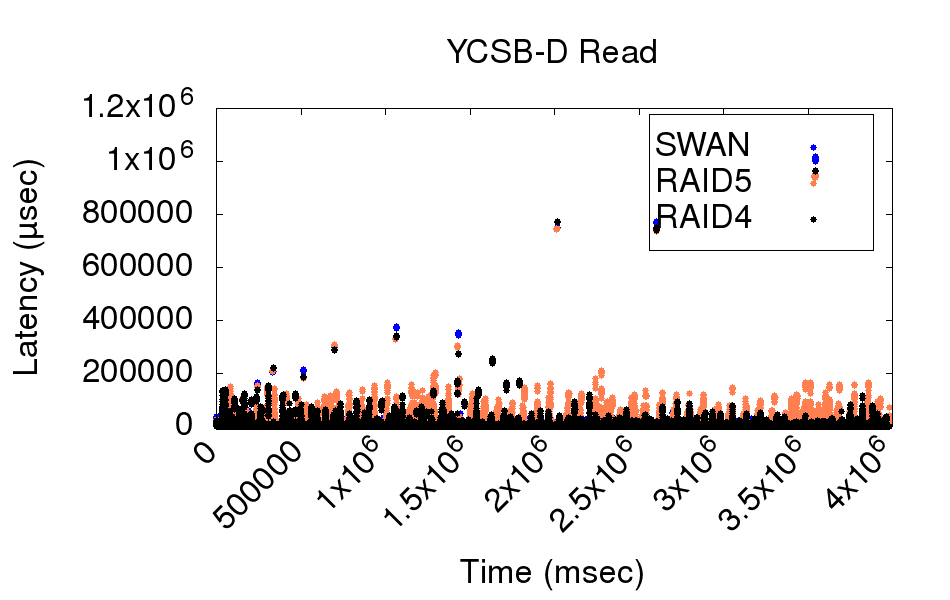 YCSB-D Read
1.2x10^6
1x10^6
800000
600000
400000
200000
0
Latency (µsec)
SWAN
RAID5
RAID4
0
500000
1x10^6
1.5x10^6
2x10^6
2.5x10^6
3x10^6
3.5x10^6
4x10^6
Time (msec)